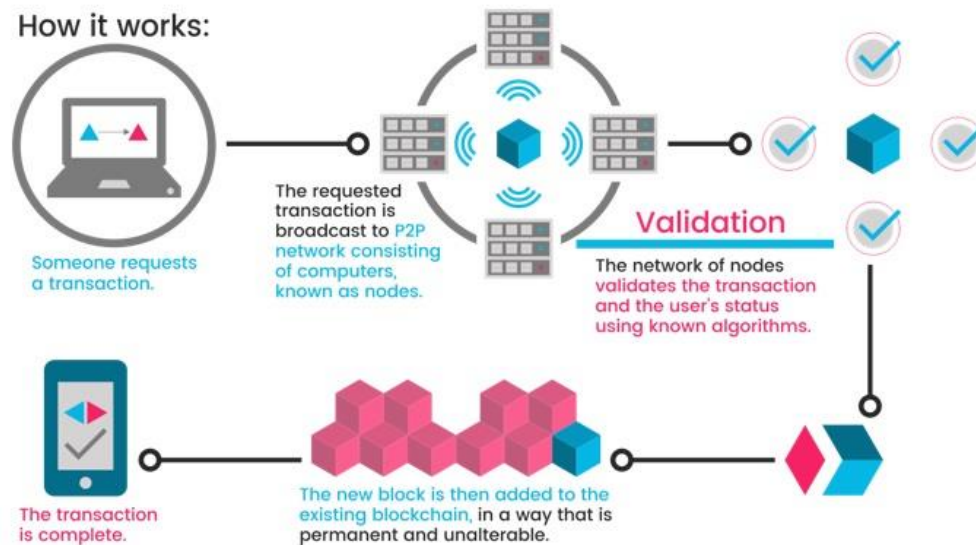 How it works:
Someone requests
a transaction.
The requested
transaction is
broadcast to P2P
network consisting
of computers,
known as nodes.
Validation
The network of nodes
validates the transaction
and the user's status
using known algorithms.
The new block is then added to the
existing blockchain, in a way that is
permanent and unalterable.
The transaction
is complete.